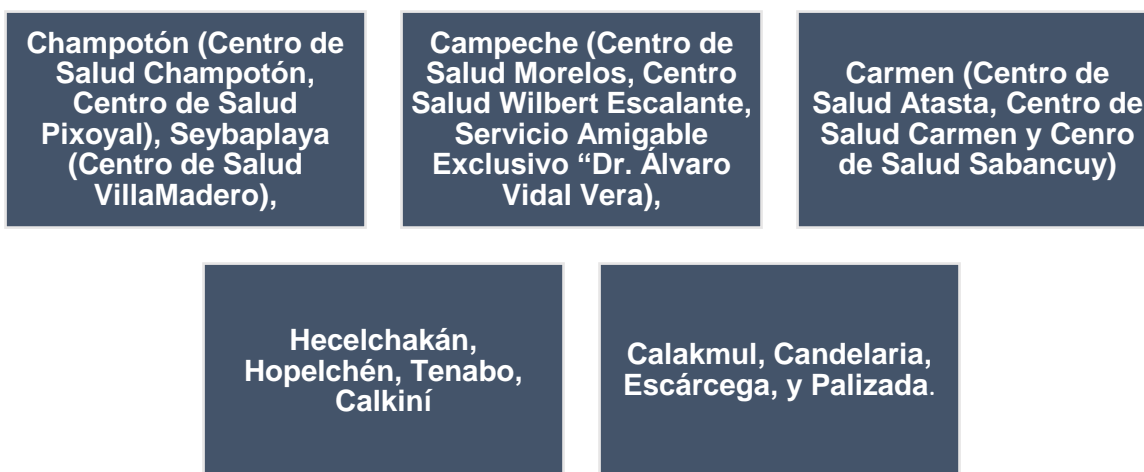 Champotón (Centro de
Salud Champotón,
Centro de Salud
Pixoyal), Seybaplaya
(Centro de Salud
VillaMadero),
Campeche (Centro de
Salud Morelos, Centro
Salud Wilbert Escalante,
Servicio Amigable
Exclusivo “Dr. Álvaro
Vidal Vera),
Carmen (Centro de
Salud Atasta, Centro de
Salud Carmen y Cenro
de Salud Sabancuy)
Hecelchakán,
Hopelchén, Tenabo,
Calkiní
Calakmul, Candelaria,
Escárcega, y Palizada.